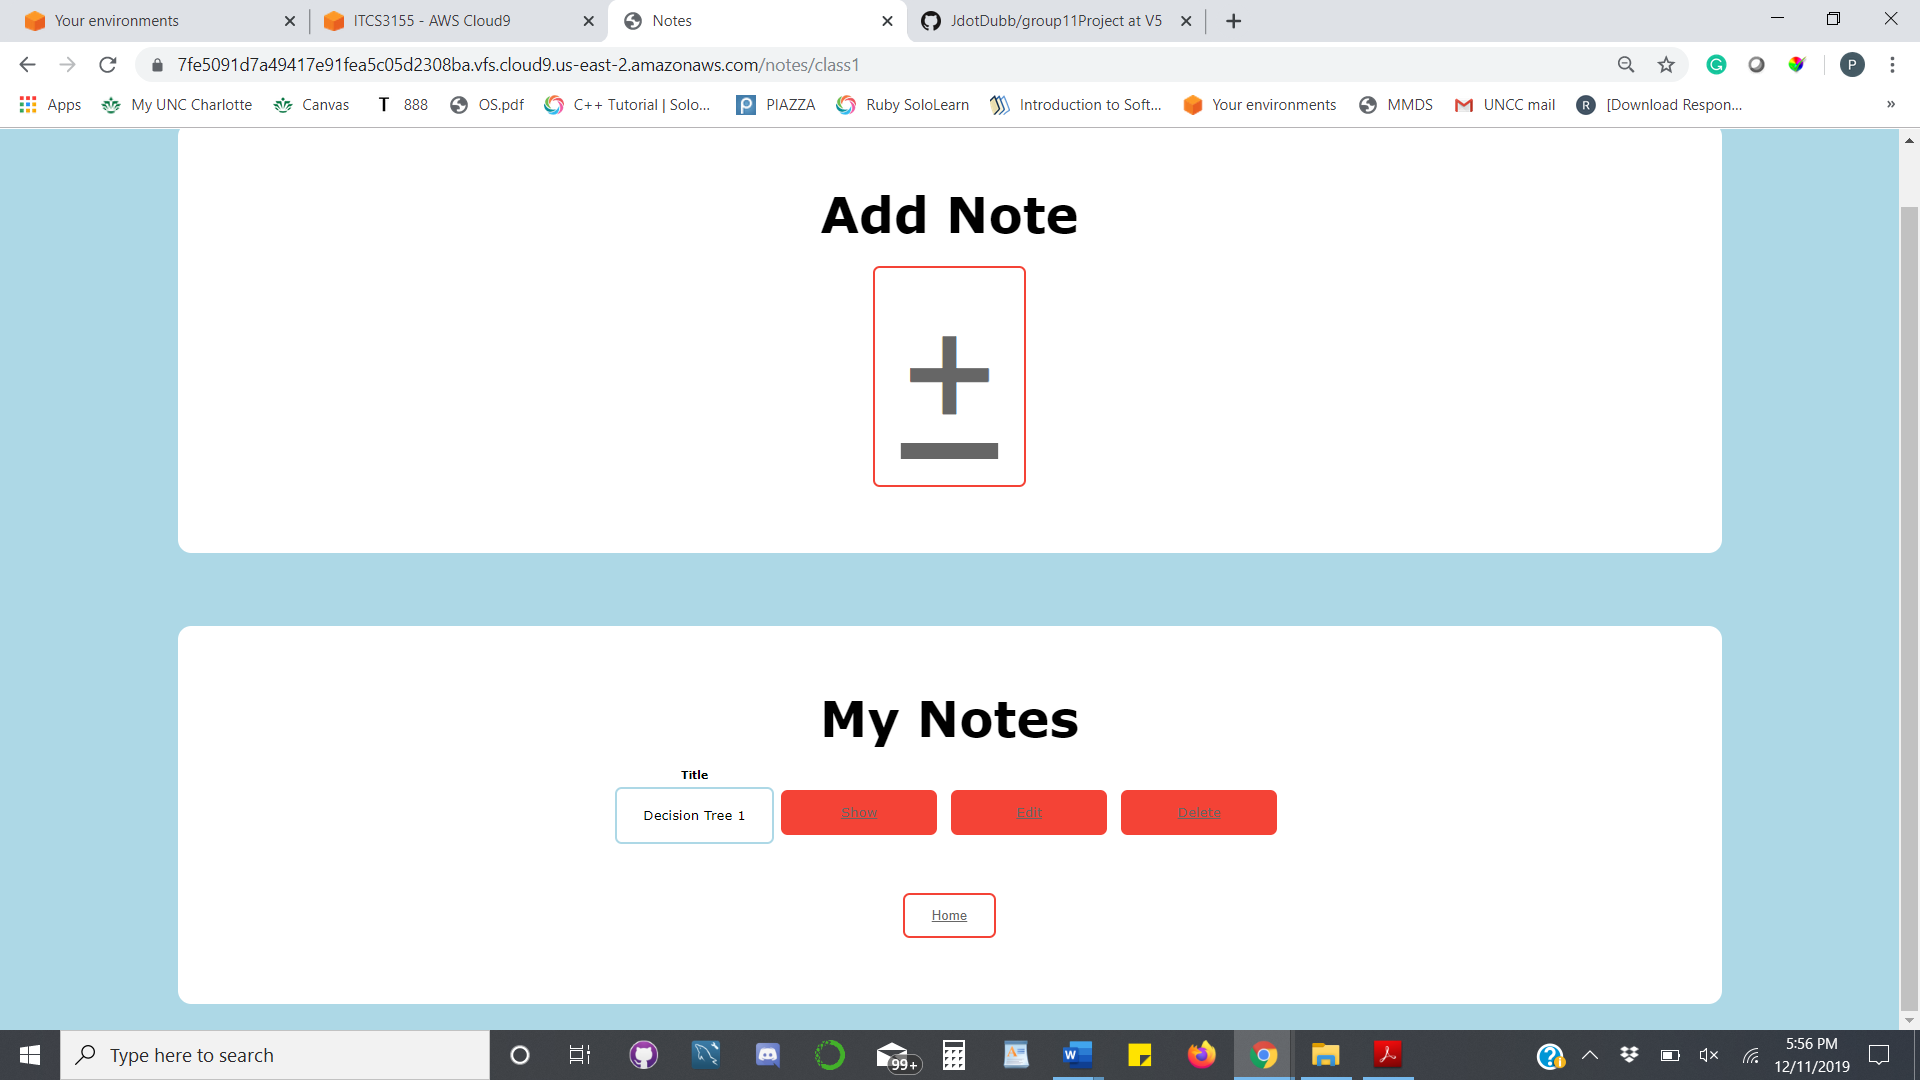 Your environments
ITCS3155 - AWS Cloud9
Notes
JdotDubb/group11Project at V5
7fe5091d7a49417e91fea5c05d2308ba.vfs.cloud9.us-east-2.amazonaws.com/notes/class1
P
Apps
My UNC Charlotte
Canvas
T 888
OS.pdf
C++ Tutorial | Solo...
PIAZZA
Ruby SoloLearn
Introduction to Soft...
Your environments
MMDS
UNCC mail
R [Download Respon...
»
Add Note
+
My Notes
Title
Decision Tree 1
Show
Edit
Delete
Home
Type here to search
99+
5:56 PM
12/11/2019